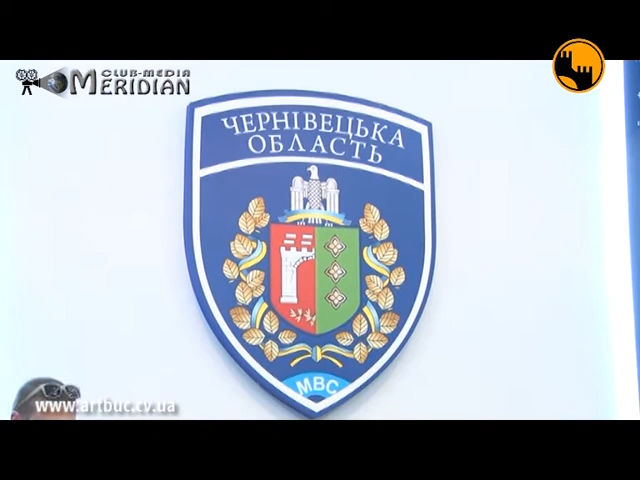 CLUB-MEDIA
MERIDIAN
ЧЕРНІВЕЦЬКА
ОБЛАСТЬ
МВС
www.artbuc.cv.ua